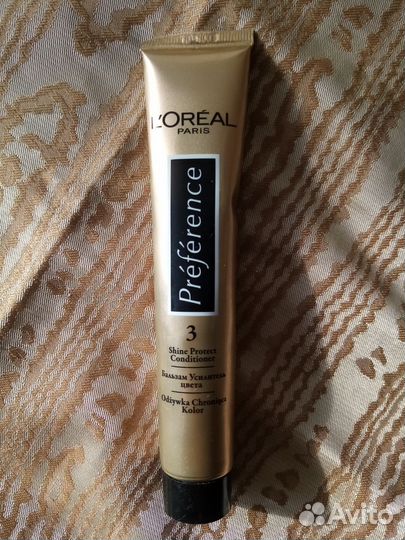 L'ORÉAL
PARIS
Préférence
3
Shine Protect
Conditioner
Бальзам Усилитель
цвета
Odżywka Chroniąca
Kolor
Avito